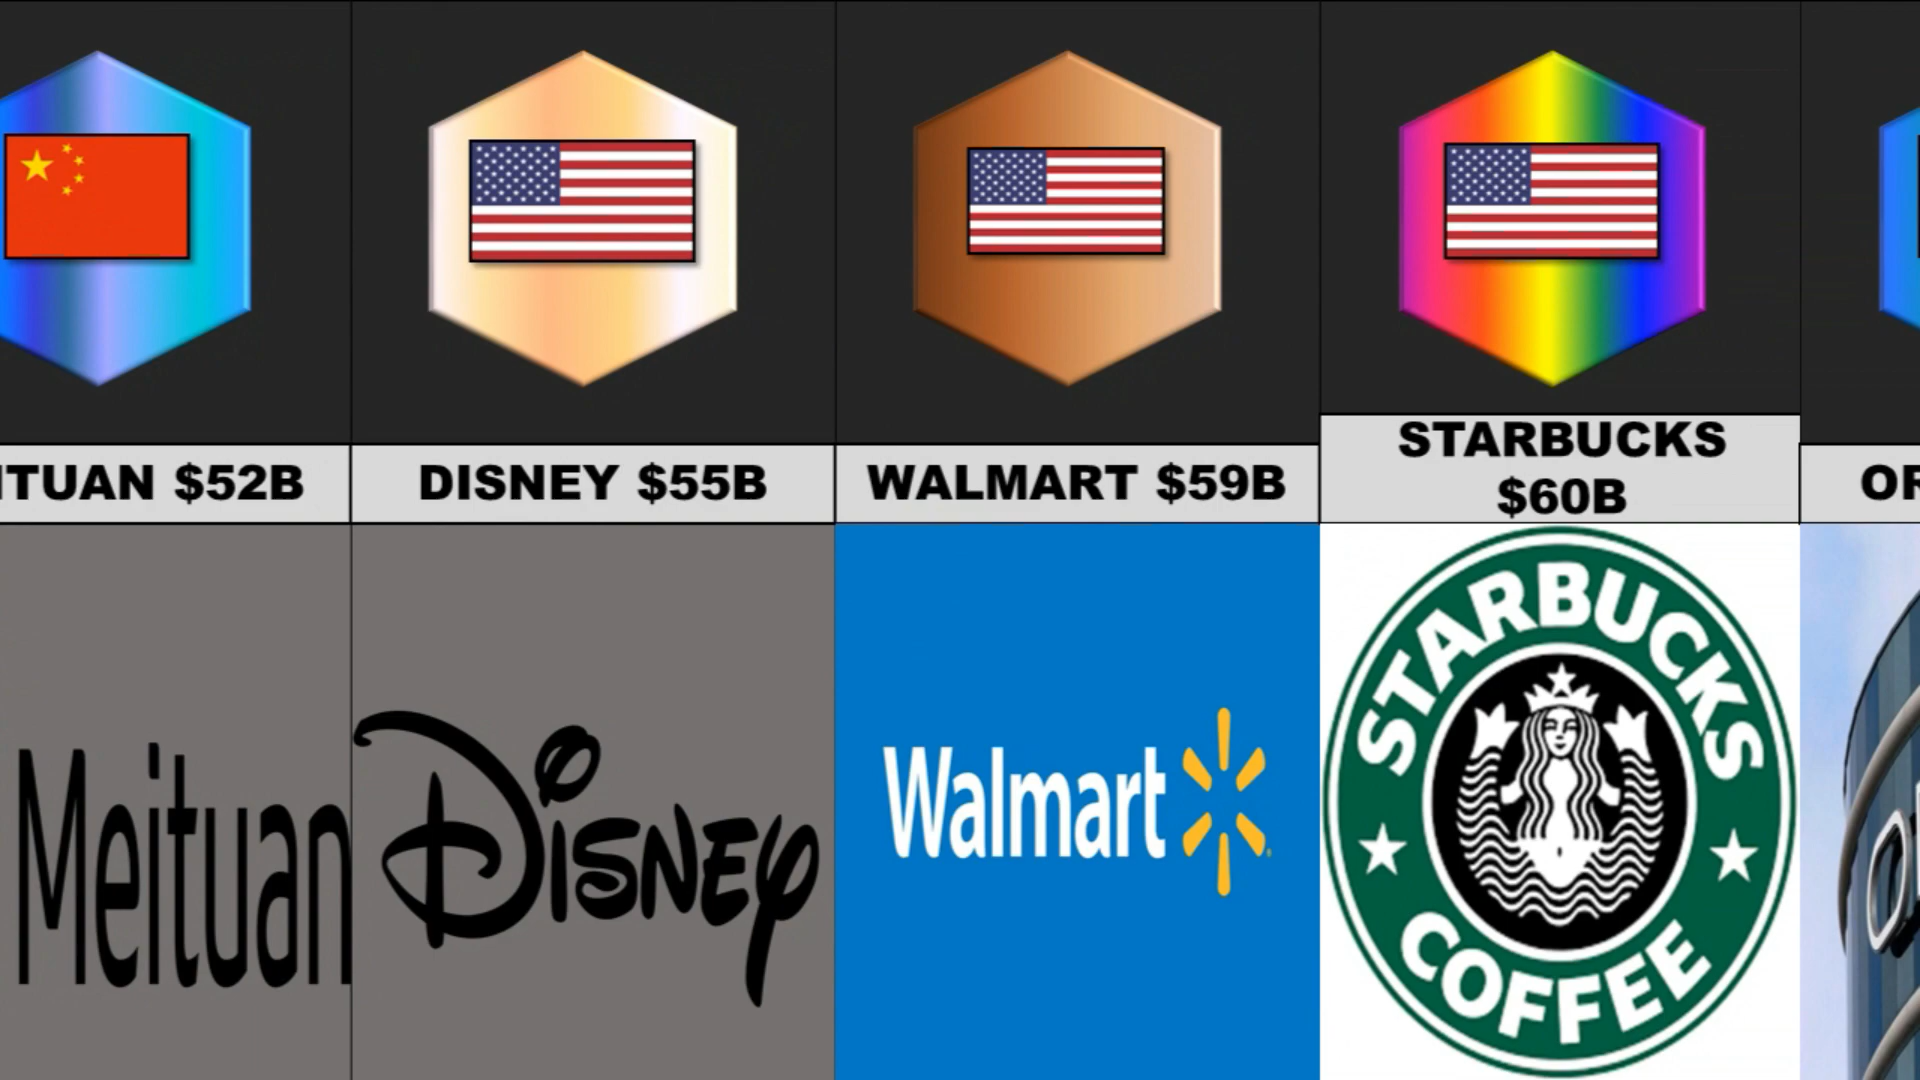 ITUAN $52B
DISNEY $55B
WALMART $59B
STARBUCKS
$60B
OR
Meituan
Disney
Walmart
STARBUCKS
COFFEE